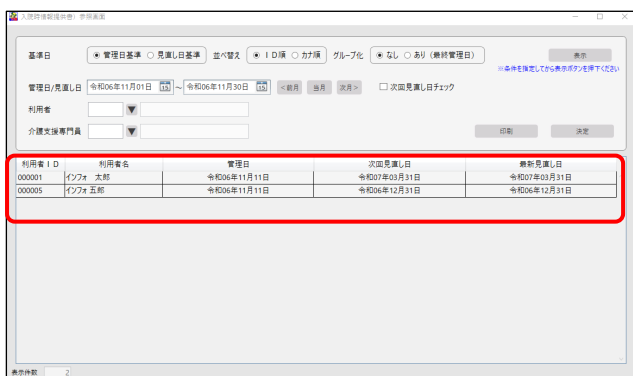 入退院情報提供書: 参照画面
基準日 管理日基準 見直し日基準 並べ替え ＩＤ順 カナ順 グループ化 なし あり (最終管理日) 表示
※条件を指定してから表示ボタンを押下ください
管理日/見直し日 令和06年11月01日 15 ～ 令和06年11月30日 15 <前月 当月 次月> 次回見直し日チェック
利用者 ▼
介護支援専門員 ▼ 印刷 決定
利用者ＩＤ 利用者名 管理日 次回見直し日 最新見直し日
000001 インフォ 太郎 令和06年11月11日 令和07年03月31日 令和07年03月31日
000005 インフォ 五郎 令和06年11月11日 令和06年12月31日 令和06年12月31日
表示件数 2